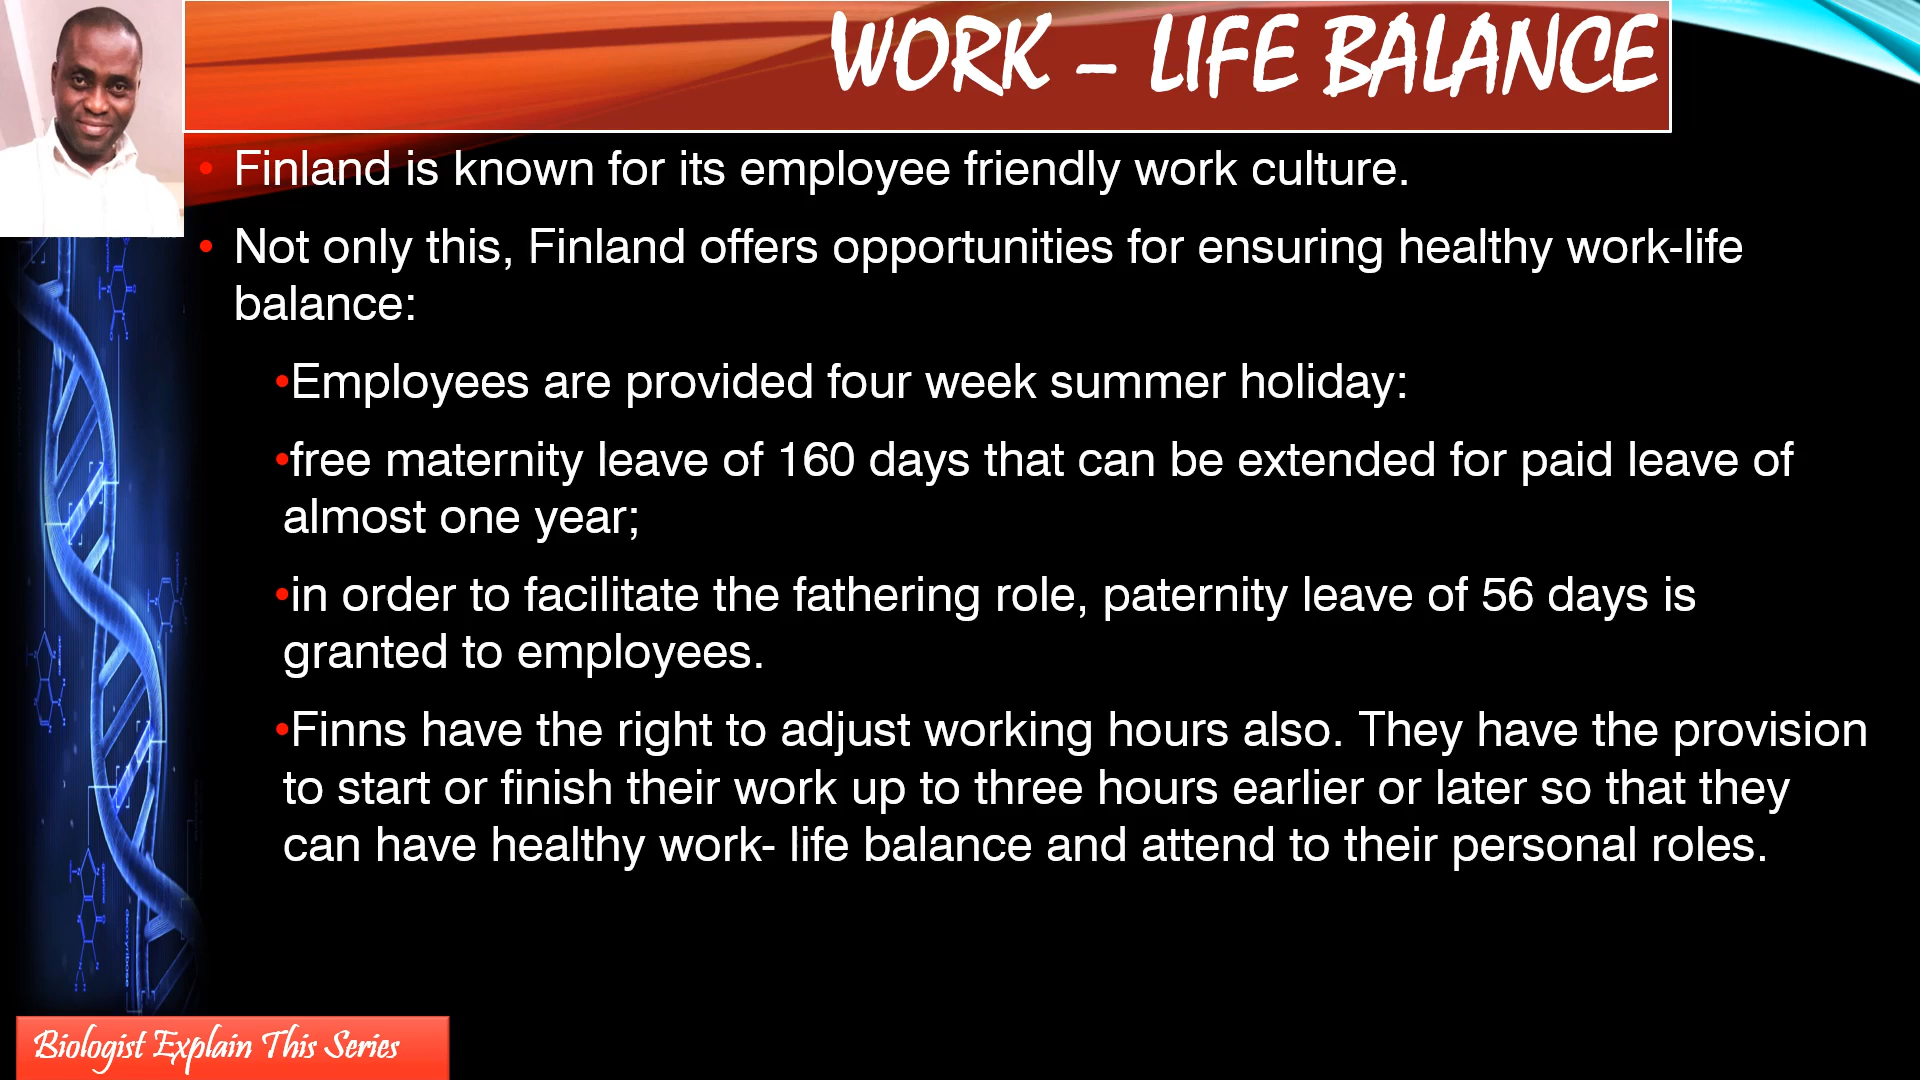 WORK – LIFE BALANCE
• Finland is known for its employee friendly work culture.
• Not only this, Finland offers opportunities for ensuring healthy work-life
balance:
•Employees are provided four week summer holiday:
•free maternity leave of 160 days that can be extended for paid leave of
almost one year;
•in order to facilitate the fathering role, paternity leave of 56 days is
granted to employees.
•Finns have the right to adjust working hours also. They have the provision
to start or finish their work up to three hours earlier or later so that they
can have healthy work- life balance and attend to their personal roles.
Biologist Explain This Series